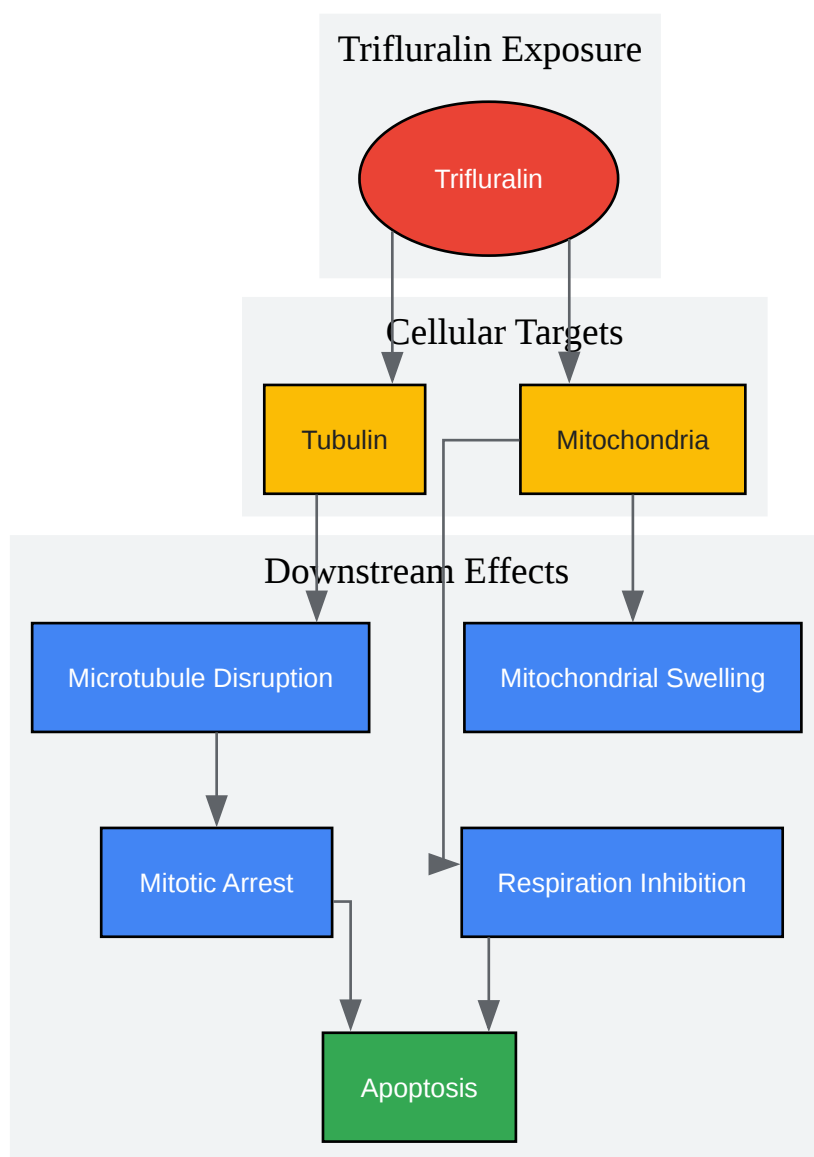 Trifluralin Exposure
Trifluralin
Cellular Targets
Tubulin
Mitochondria
Downstream Effects
Microtubule Disruption
Mitochondrial Swelling
Mitotic Arrest
Respiration Inhibition
Apoptosis